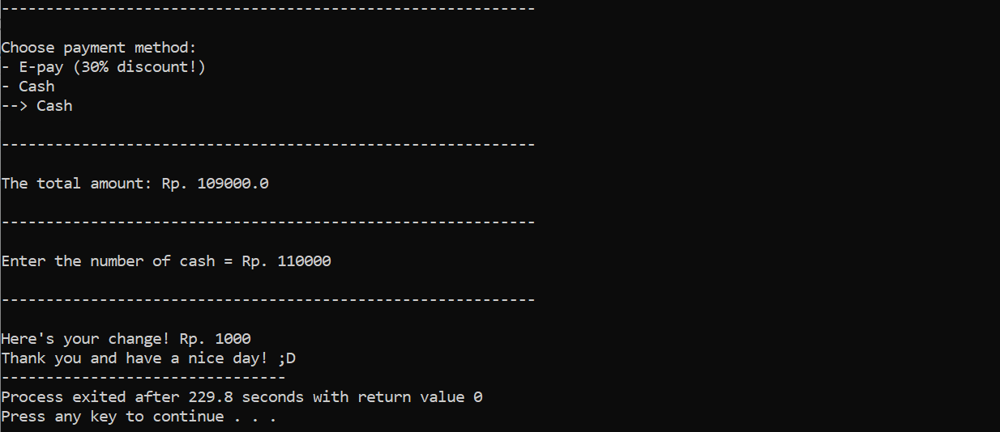 ------------------------------------------------------------
Choose payment method:
- E-pay (30% discount!)
- Cash
--> Cash
------------------------------------------------------------
The total amount: Rp. 109000.0
------------------------------------------------------------
Enter the number of cash = Rp. 110000
------------------------------------------------------------
Here's your change! Rp. 1000
Thank you and have a nice day! ;D
--------------------------------
Process exited after 229.8 seconds with return value 0
Press any key to continue . . .